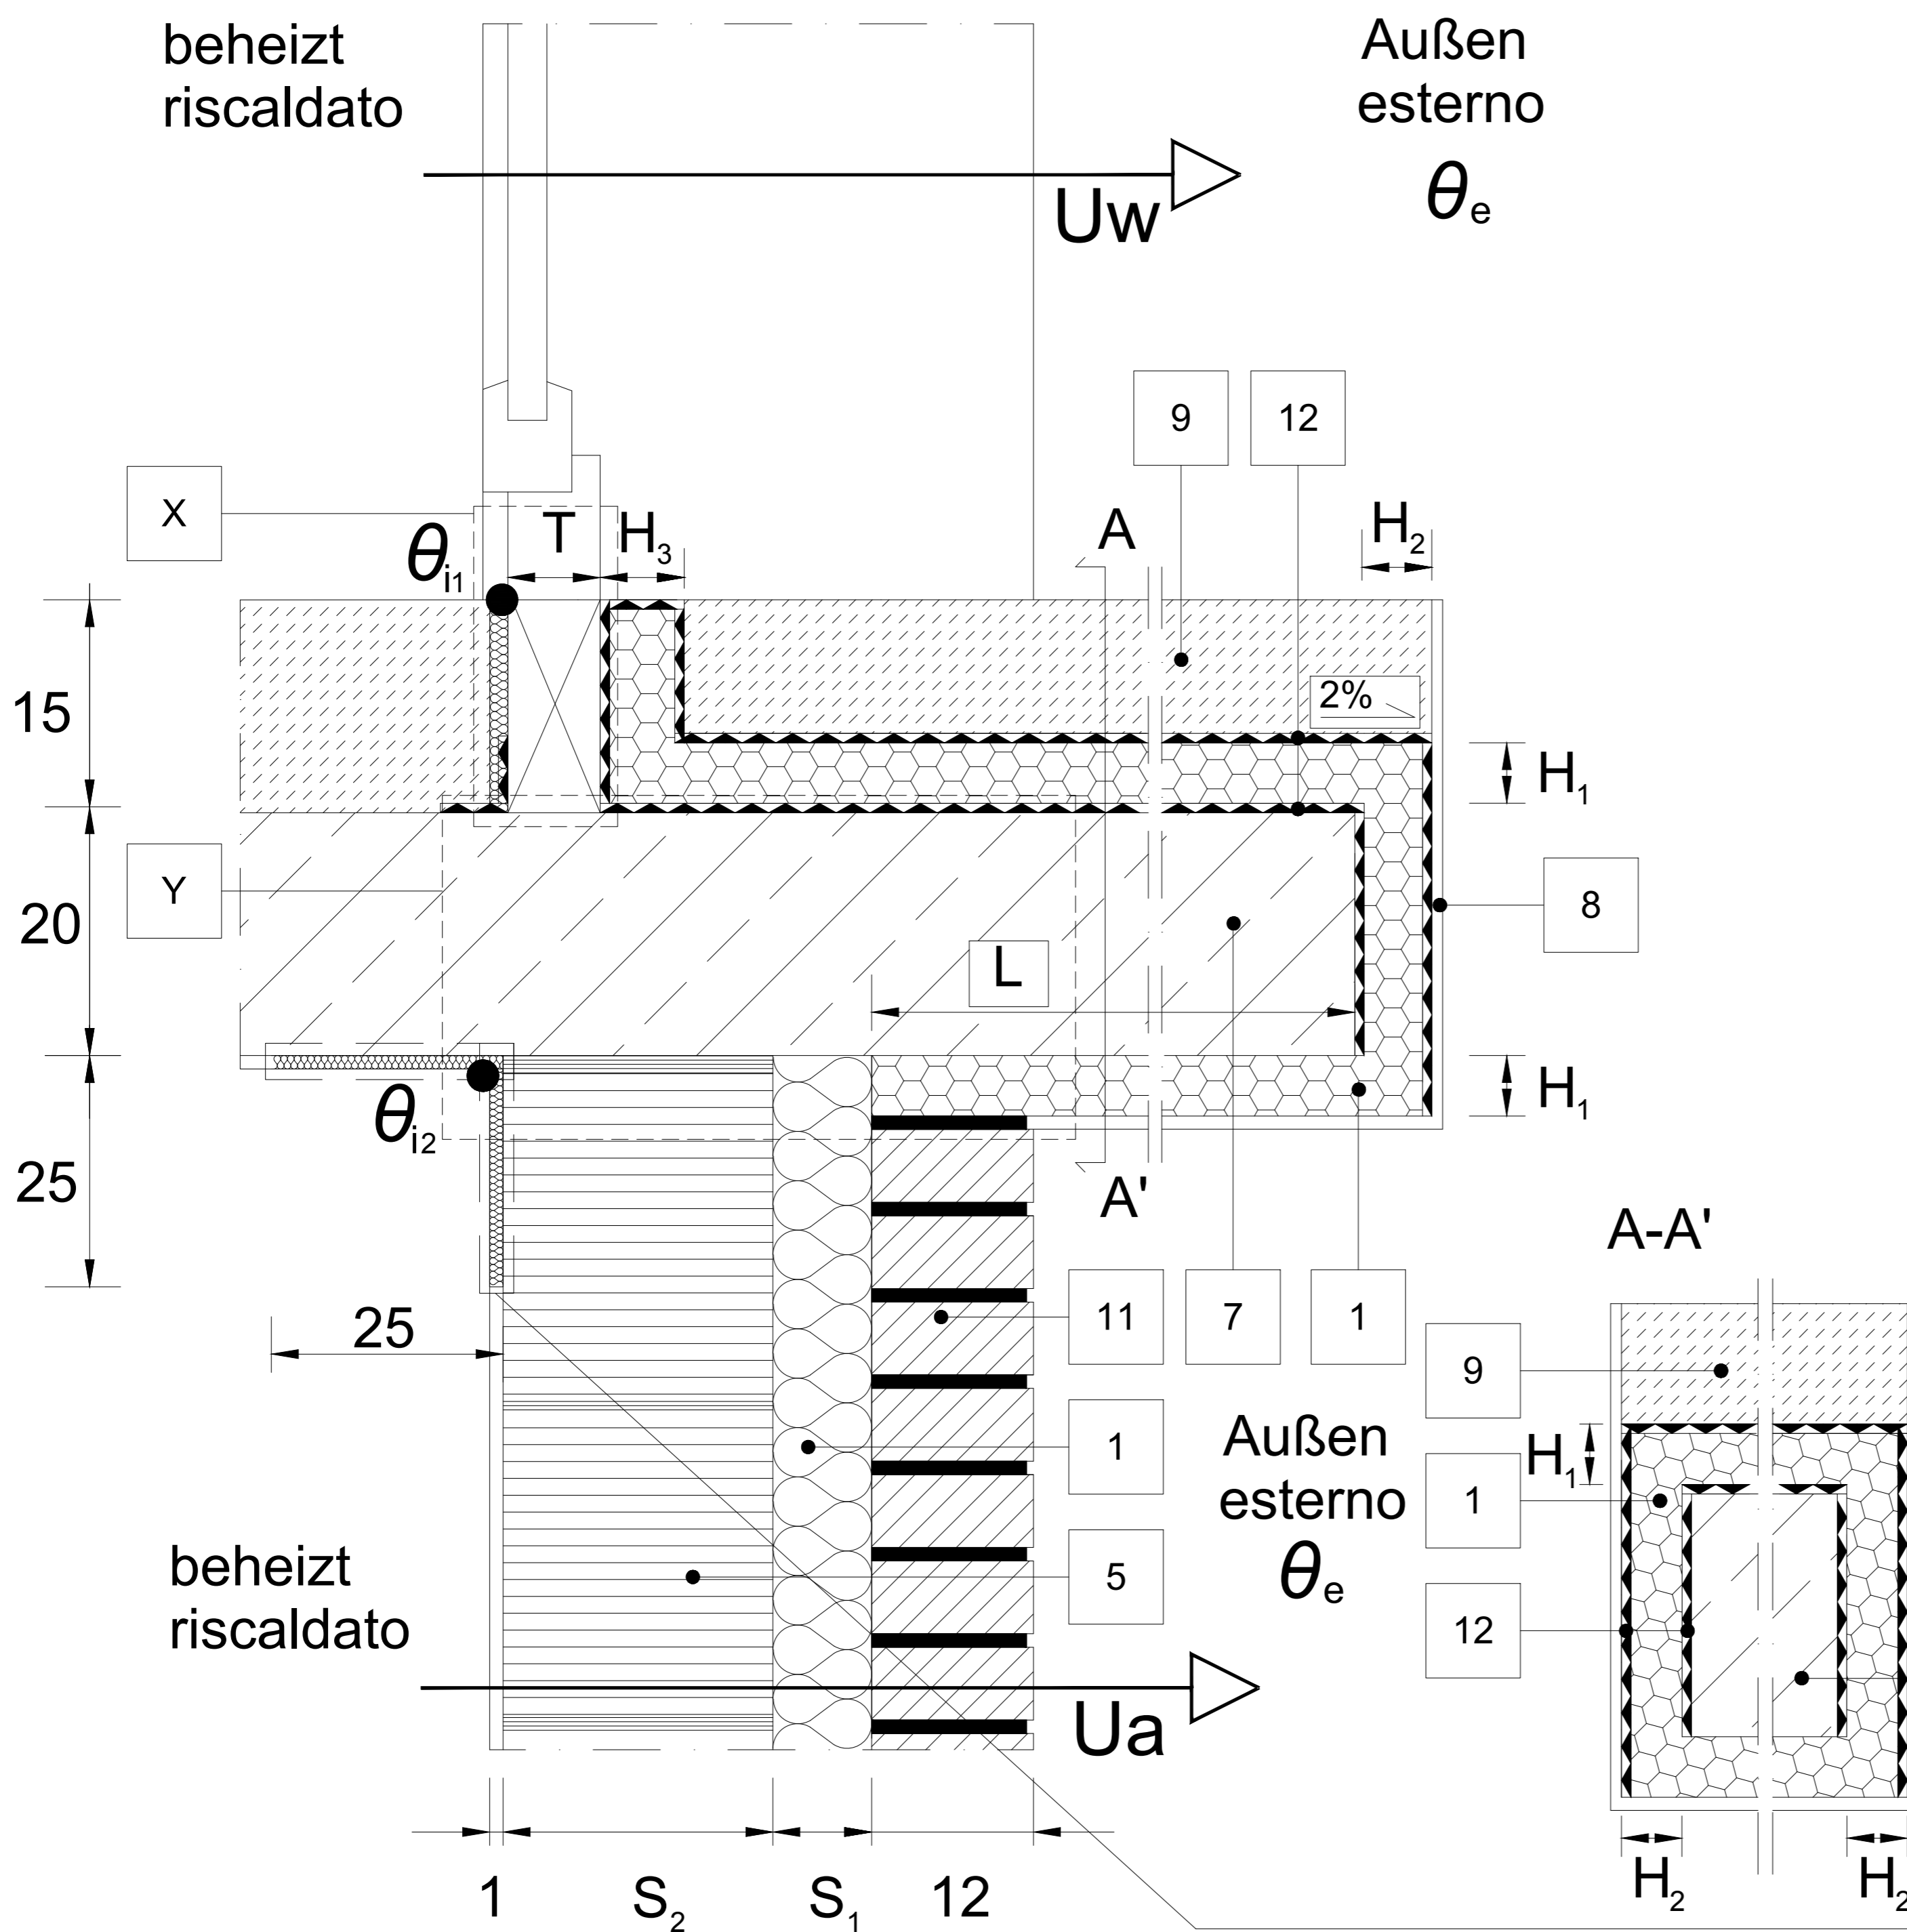 beheizt
riscaldato
Außen
esterno
θe
Uw
9
12
X
θi1
T
H3
A
H2
15
2%
H1
Y
20
8
L
θi2
H1
25
A'
A-A'
25
11
7
1
9
H1
1
Außen
esterno
θe
1
5
12
beheizt
riscaldato
Ua
H2
H2
1
S2
S1
12